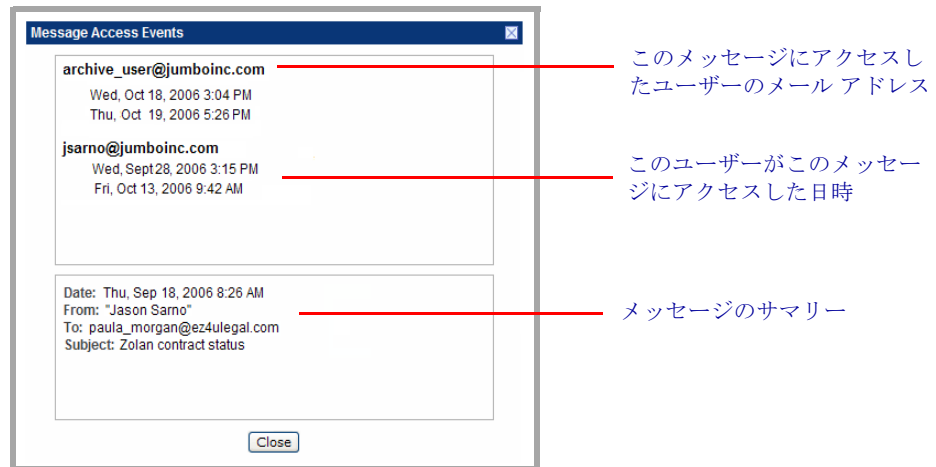 Message Access Events
archive_user@jumboinc.com
Wed, Oct 18, 2006 3:04 PM
Thu, Oct 19, 2006 5:26 PM
jsarno@jumboinc.com
Wed, Sept 28, 2006 3:15 PM
Fri, Oct 13, 2006 9:42 AM
Date: Thu, Sep 18, 2006 8:26 AM
From: "Jason Sarno"
To: paula_morgan@ez4ulegal.com
Subject: Zolan contract status
Close
このメッセージにアクセスし
たユーザーのメール アドレス
このユーザーがこのメッセー
ジにアクセスした日時
メッセージのサマリー